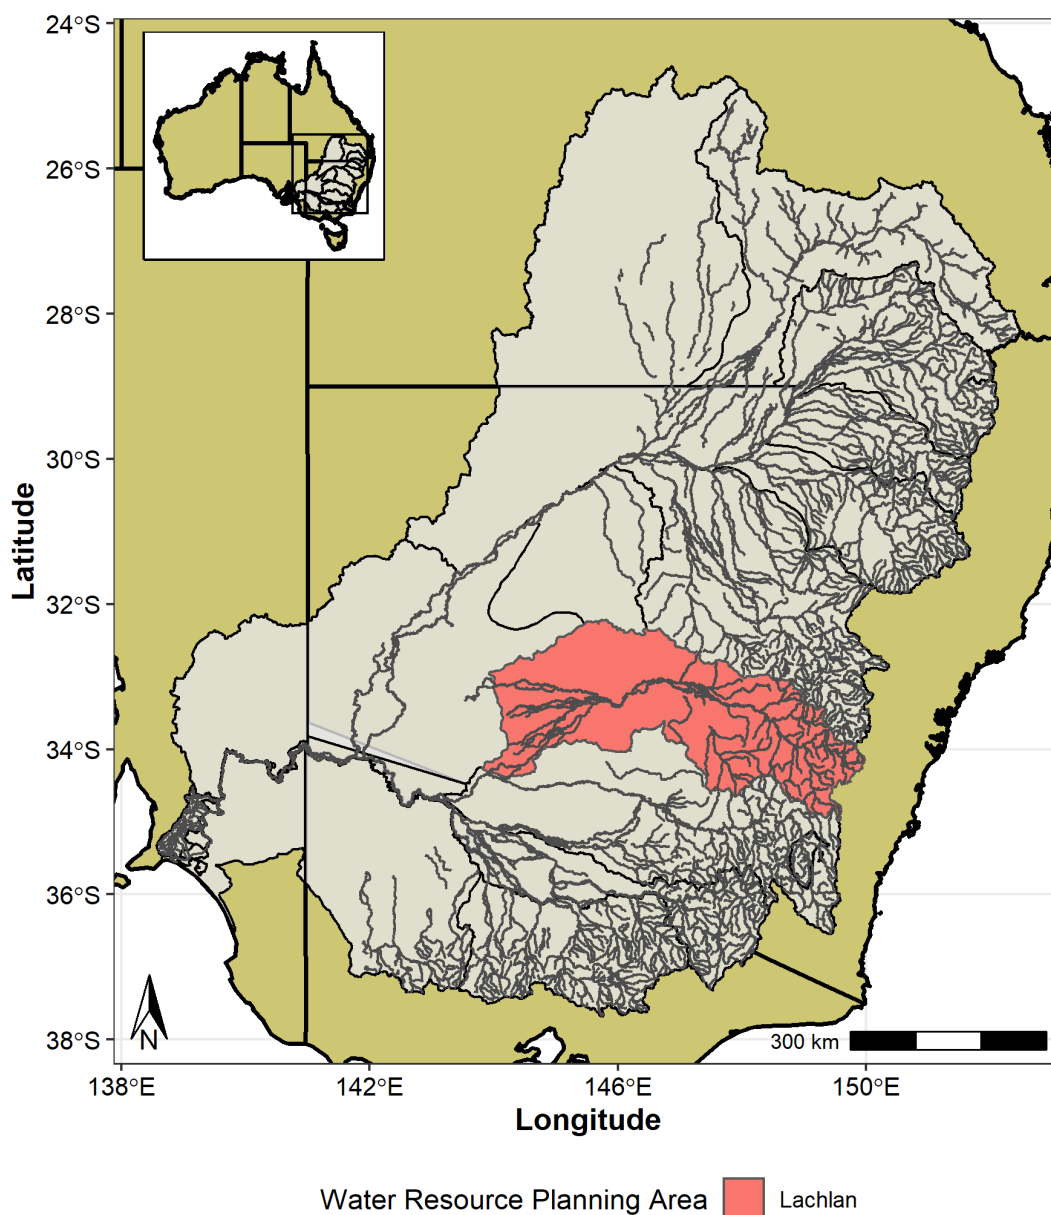 24°S
26°S
28°S
30°S
32°S
34°S
36°S
38°S
Latitude
N
300 km
138°E 142°E 146°E 150°E
Longitude
Water Resource Planning Area Lachlan